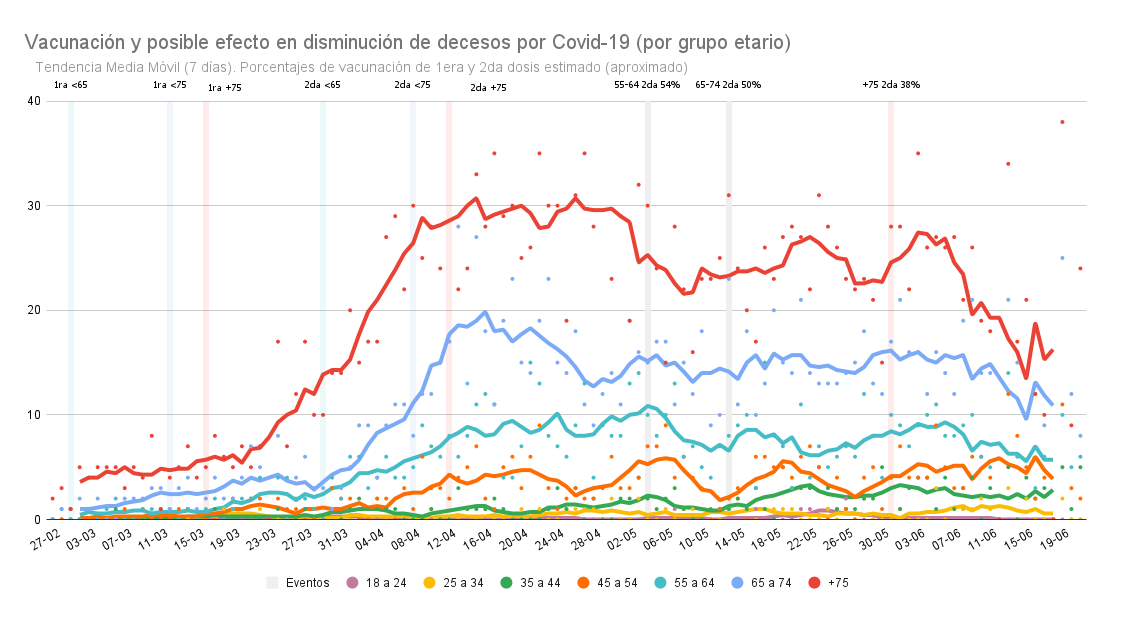 Vacunación y posible efecto en disminución de decesos por Covid-19 (por grupo etario)
Tendencia Media Móvil (7 días). Porcentajes de vacunación de 1era y 2da dosis estimado (aproximado)
1ra <65 1ra <75 1ra +75 2da <65 2da <75 2da +75 55-64 2da 54% 65-74 2da 50% +75 2da 38%
40
30
20
10
0
27-02 03-03 07-03 11-03 15-03 19-03 23-03 27-03 31-03 04-04 08-04 12-04 16-04 20-04 24-04 28-04 02-05 06-05 10-05 14-05 18-05 22-05 26-05 30-05 03-06 07-06 11-06 15-06 19-06
Eventos 18 a 24 25 a 34 35 a 44 45 a 54 55 a 64 65 a 74 +75